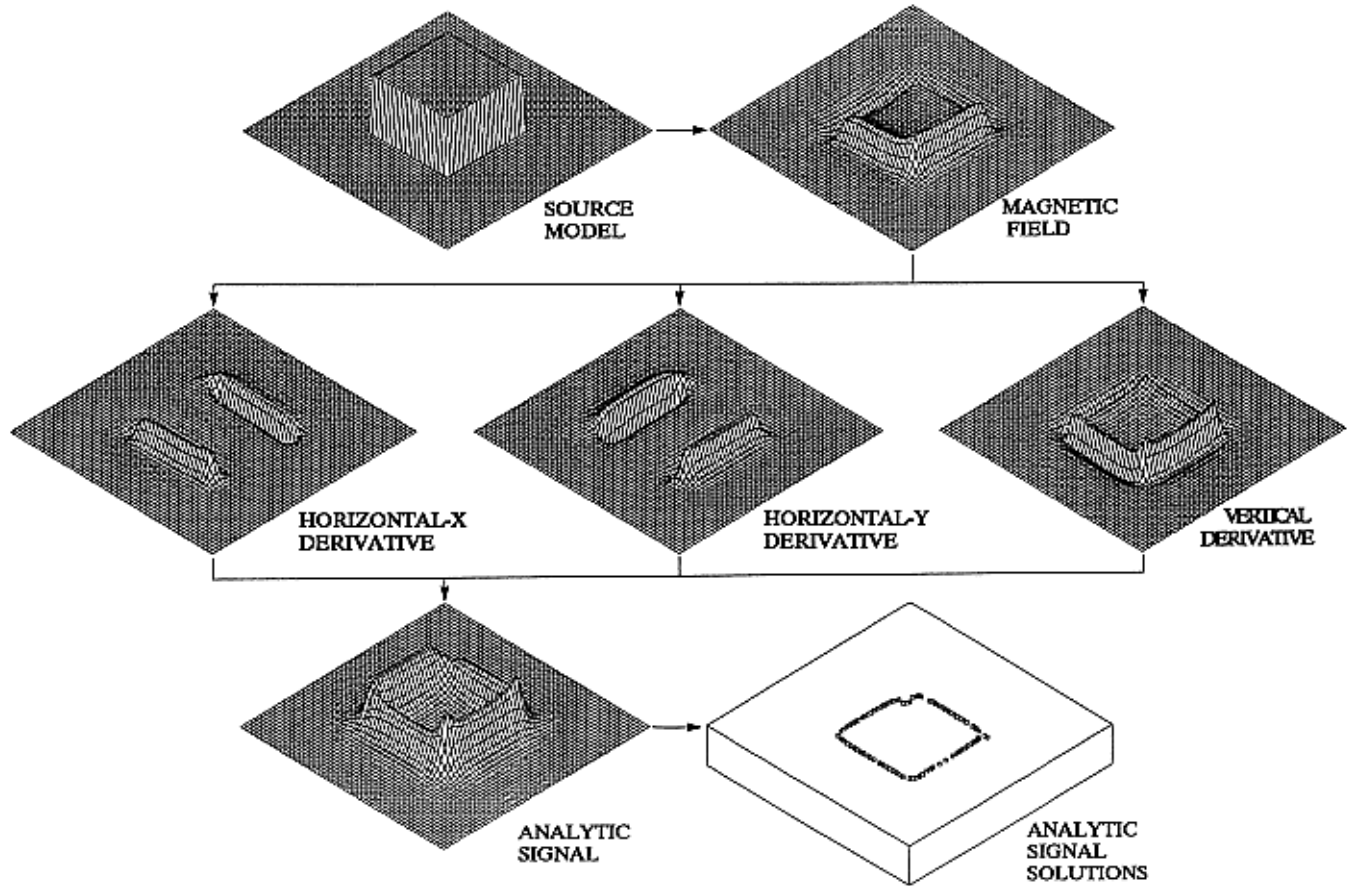 SOURCE
MODEL
MAGNETIC
FIELD
HORIZONTAL-X
DERIVATIVE
HORIZONTAL-Y
DERIVATIVE
VERTICAL
DERIVATIVE
ANALYTIC
SIGNAL
ANALYTIC
SIGNAL
SOLUTIONS